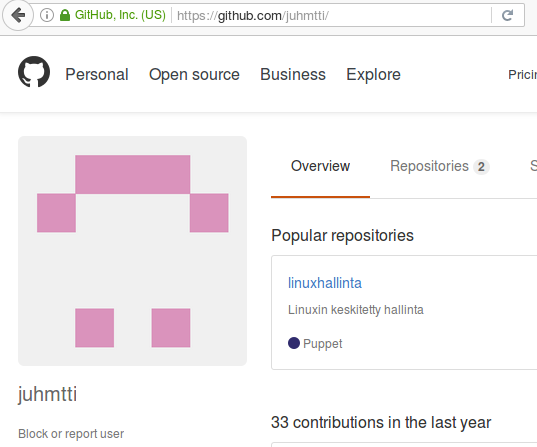 GitHub, Inc. (US) https://github.com/juhmtti/
Personal Open source Business Explore
Overview Repositories 2
Popular repositories
linuxhallinta
Linuxin keskitetty hallinta
Puppet
juhmtti
33 contributions in the last year
Block or report user